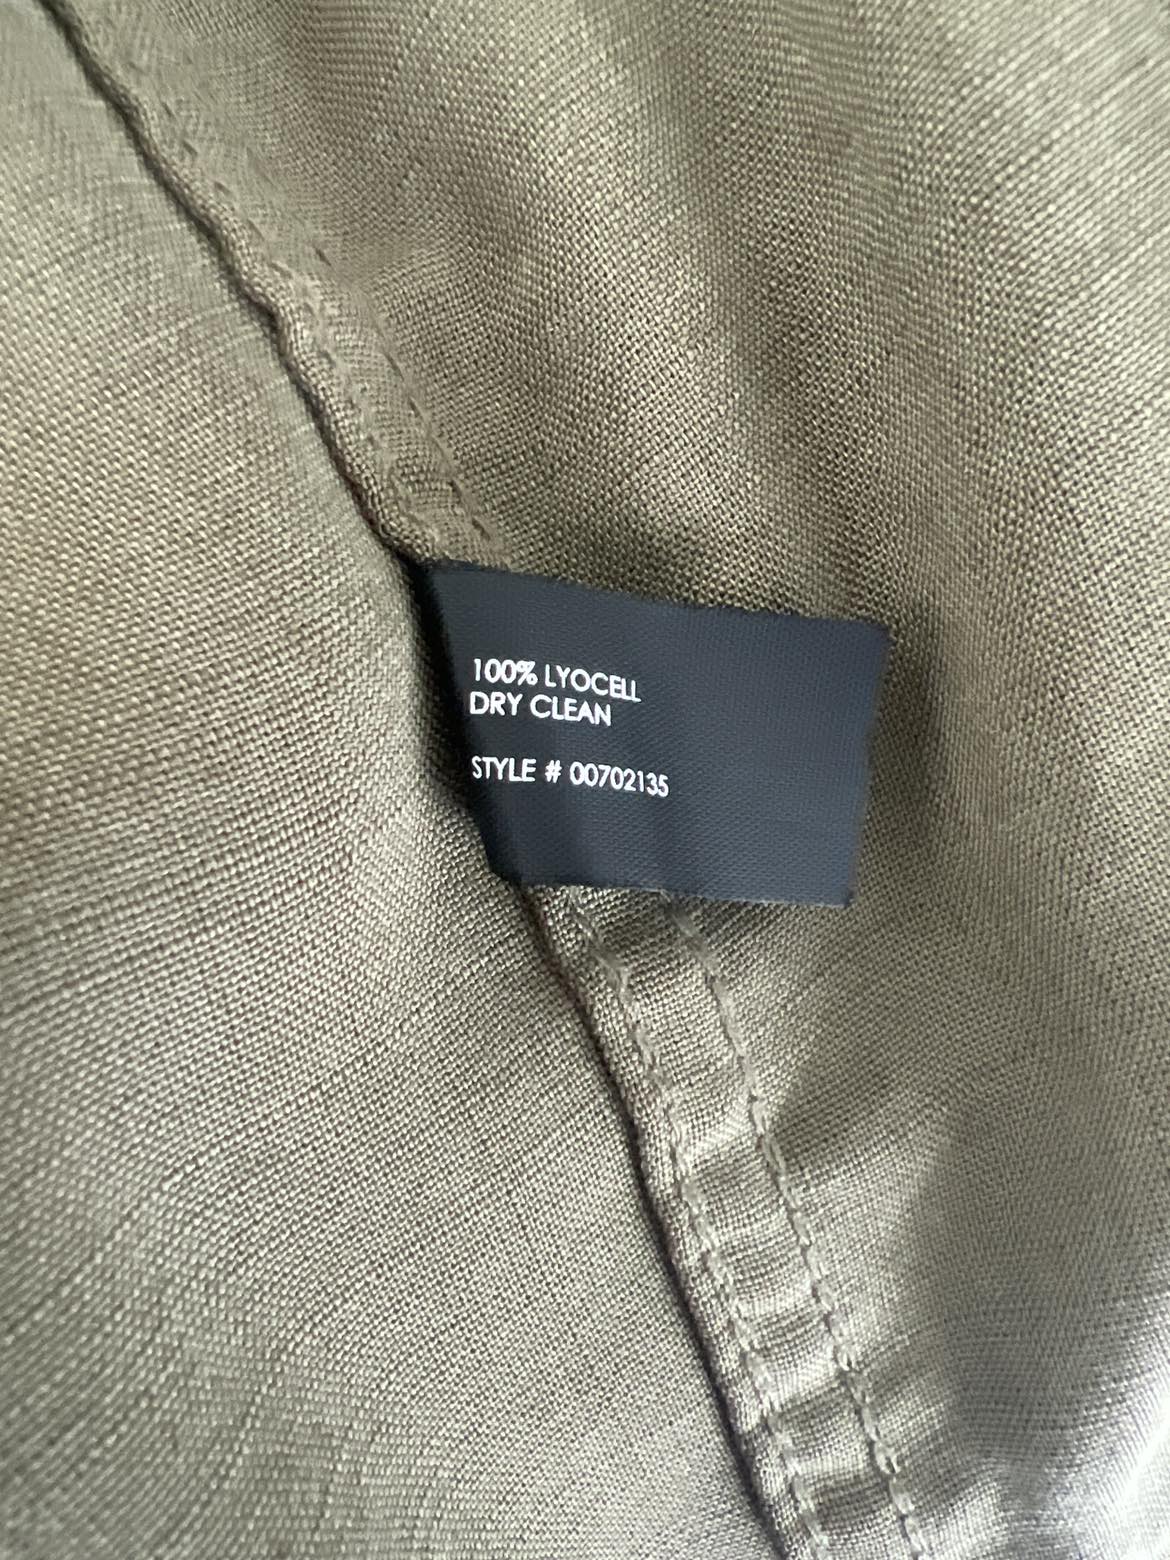 100% LYOCELL
DRY CLEAN
STYLE # 00702135